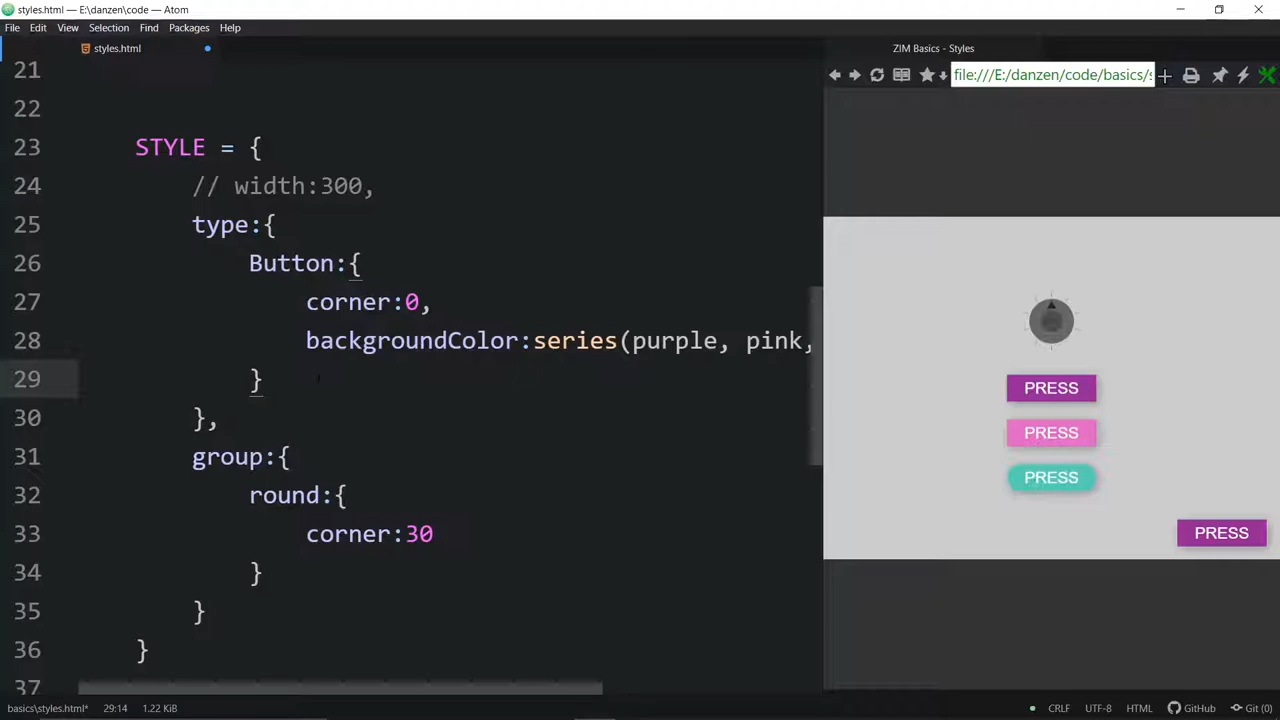 styles.html — E:\danzen\code — Atom
File Edit View Selection Find Packages Help
styles.html
ZIM Basics - Styles
file:///E:/danzen/code/basics/s
21
22
23 STYLE = {
24 // width:300,
25 type:{
26 Button:{
27 corner:0,
28 backgroundColor:series(purple, pink,
29 }
30 },
31 group:{
32 round:{
33 corner:30
34 }
35 }
36 }
37
PRESS
PRESS
PRESS
PRESS
basics\styles.html* 29:14 1.22 KiB
CRLF UTF-8 HTML GitHub Git (0)